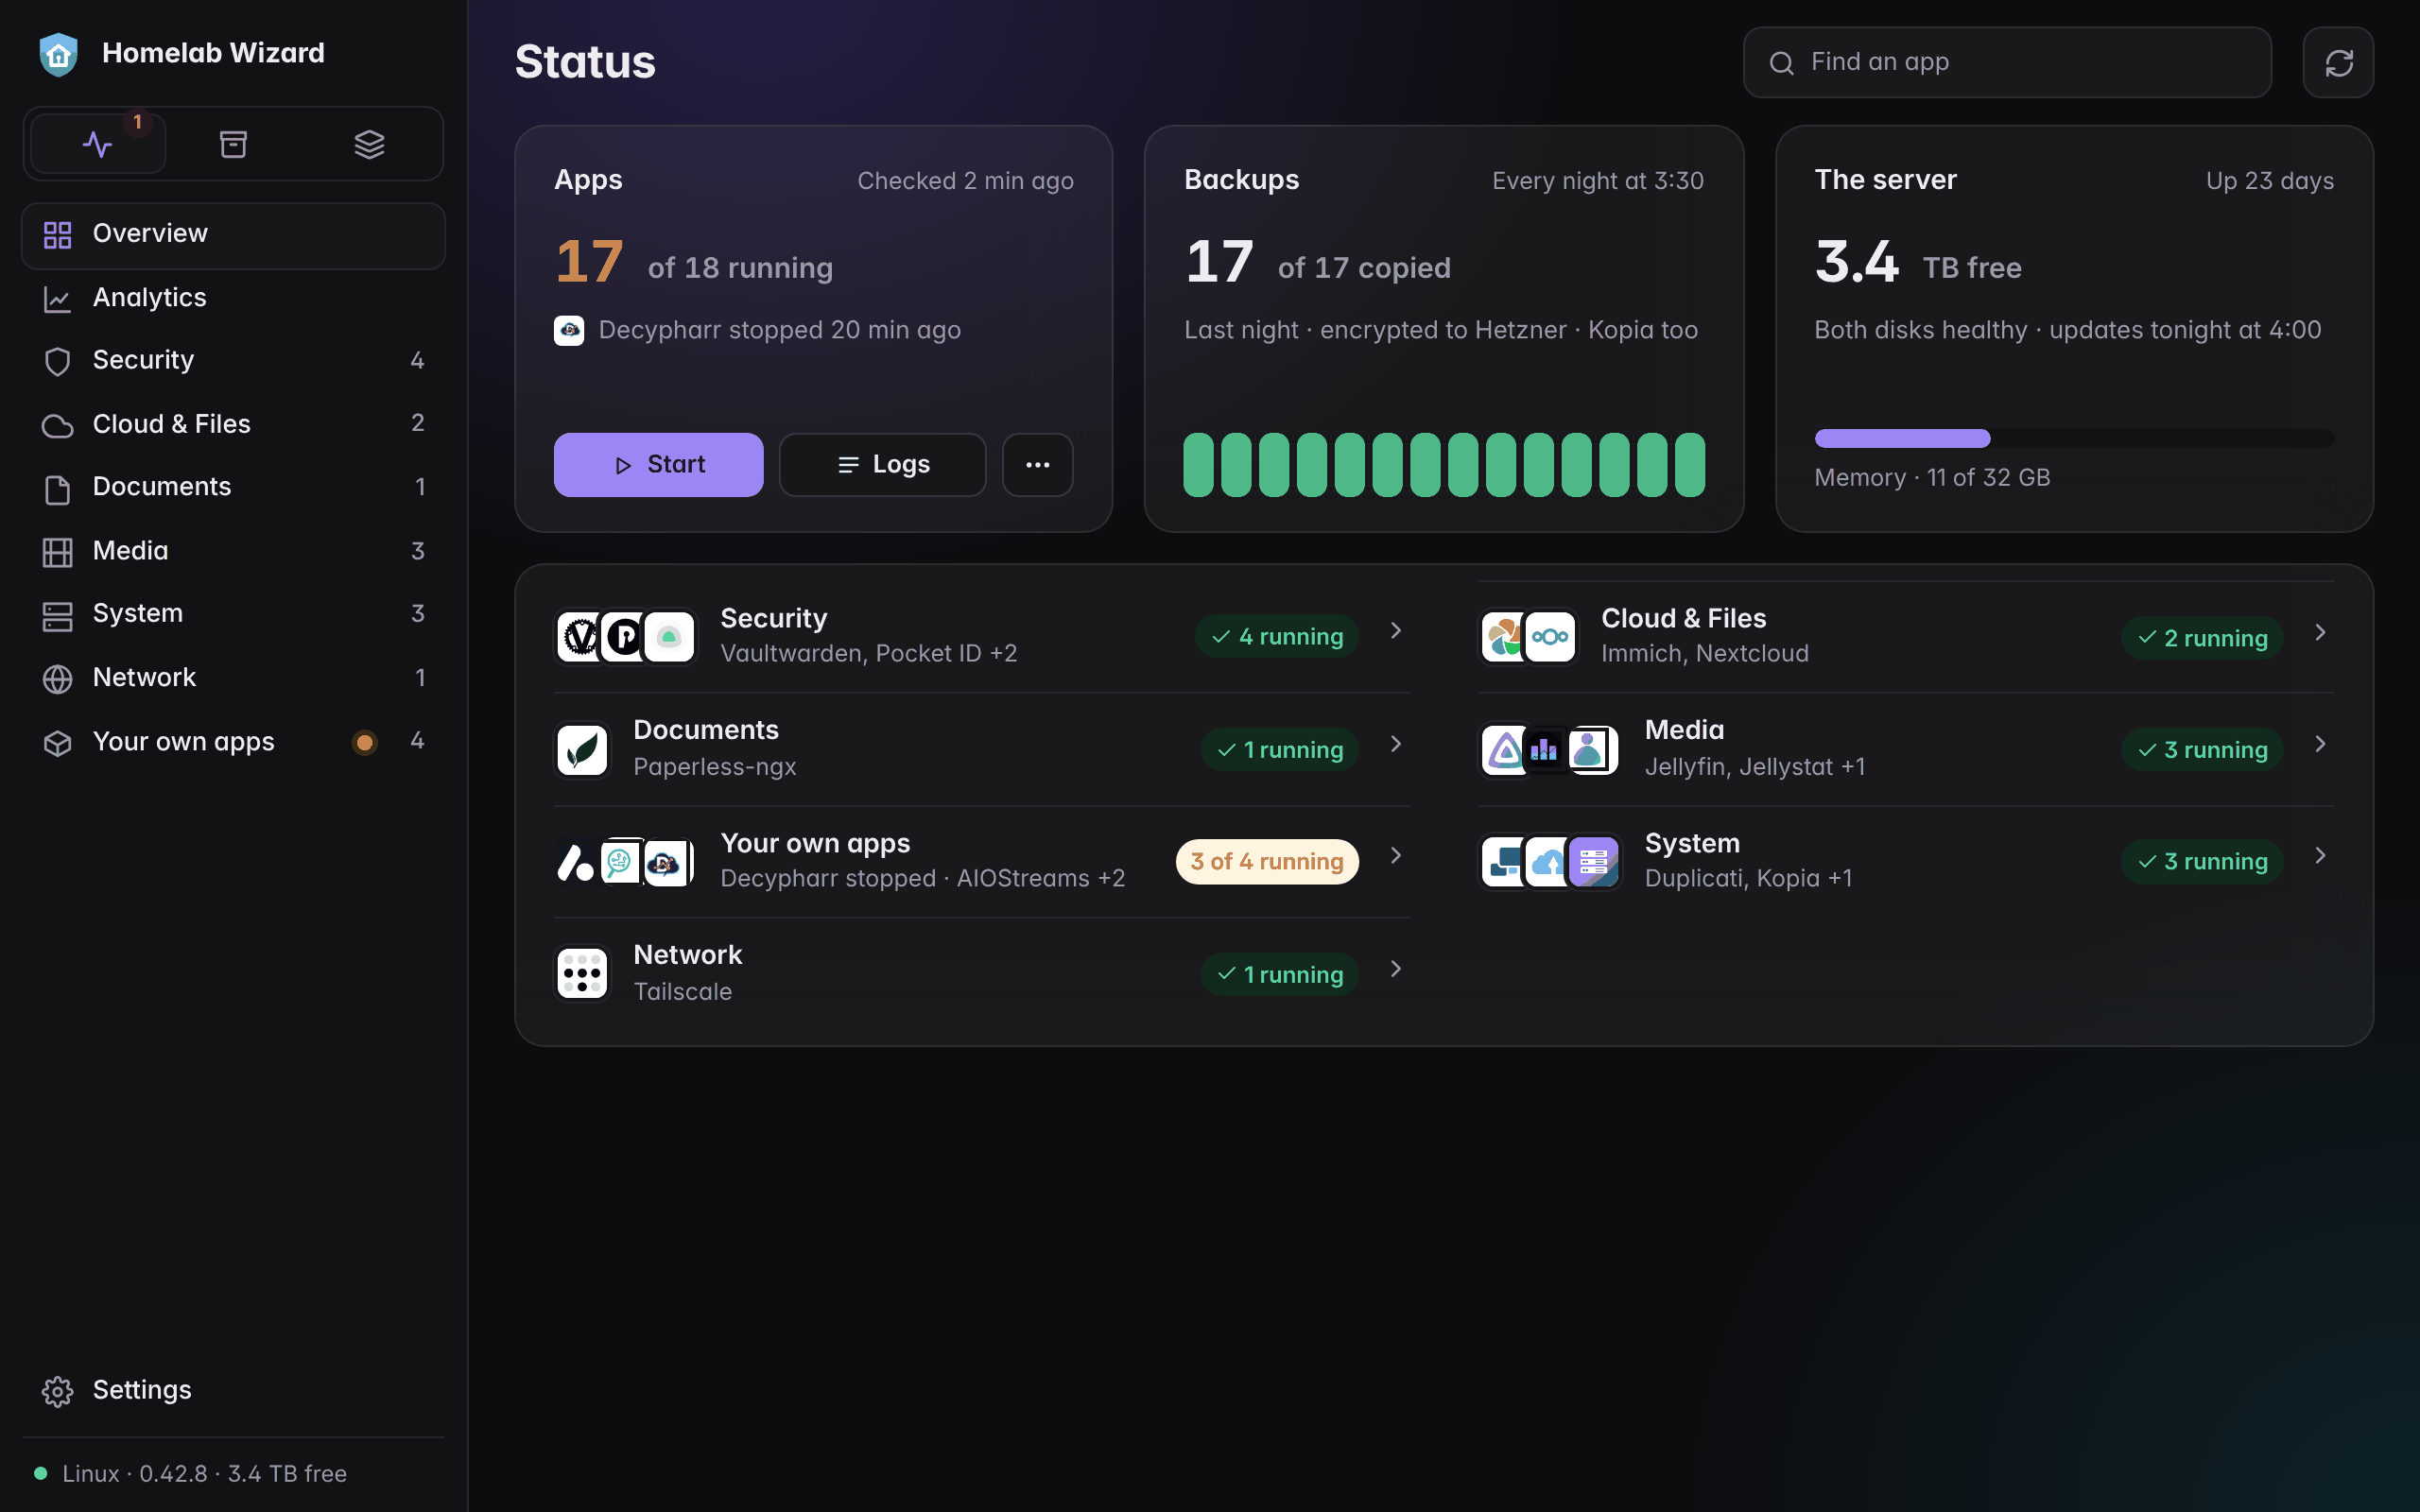 Homelab Wizard
1
Overview
Analytics
Security 4
Cloud & Files 2
Documents 1
Media 3
System 3
Network 1
Your own apps 4
Settings
Linux · 0.42.8 · 3.4 TB free
Status
Find an app
Apps
Checked 2 min ago
17 of 18 running
Decypharr stopped 20 min ago
Start
Logs
Backups
Every night at 3:30
17 of 17 copied
Last night · encrypted to Hetzner · Kopia too
The server
Up 23 days
3.4 TB free
Both disks healthy · updates tonight at 4:00
Memory · 11 of 32 GB
Security
Vaultwarden, Pocket ID +2
4 running
Cloud & Files
Immich, Nextcloud
2 running
Documents
Paperless-ngx
1 running
Media
Jellyfin, Jellystat +1
3 running
Your own apps
Decypharr stopped · AIOStreams +2
3 of 4 running
System
Duplicati, Kopia +1
3 running
Network
Tailscale
1 running